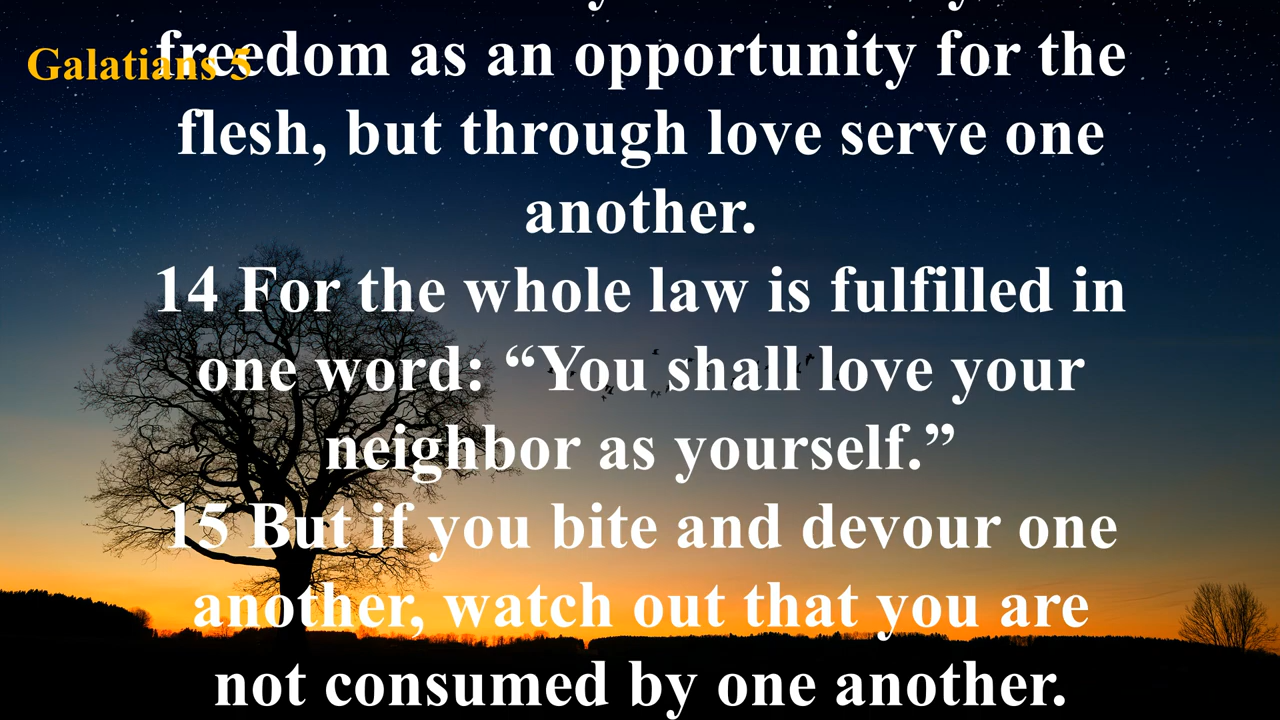 Galatians 5
freedom as an opportunity for the
flesh, but through love serve one
another.
14 For the whole law is fulfilled in
one word: “You shall love your
neighbor as yourself.”
15 But if you bite and devour one
another, watch out that you are
not consumed by one another.